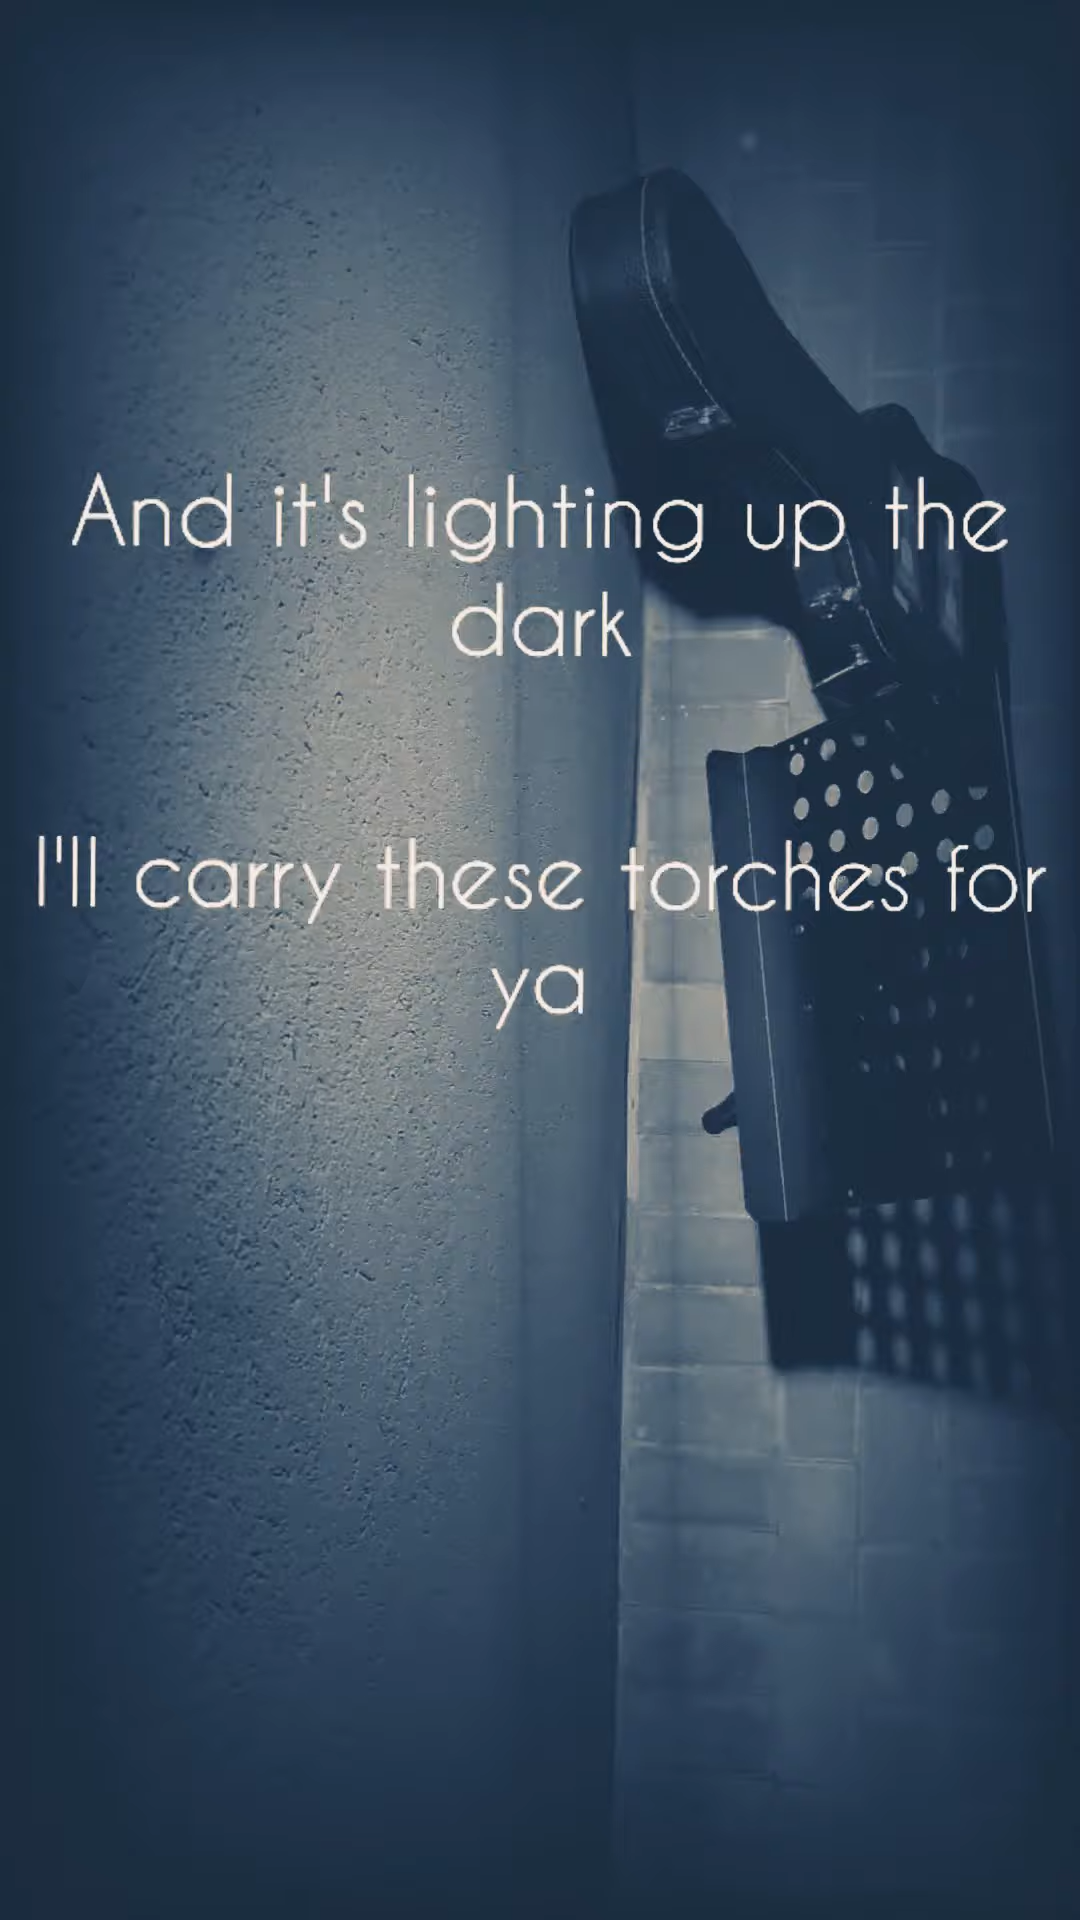 And it's lighting up the
dark
I'll carry these torches for
ya